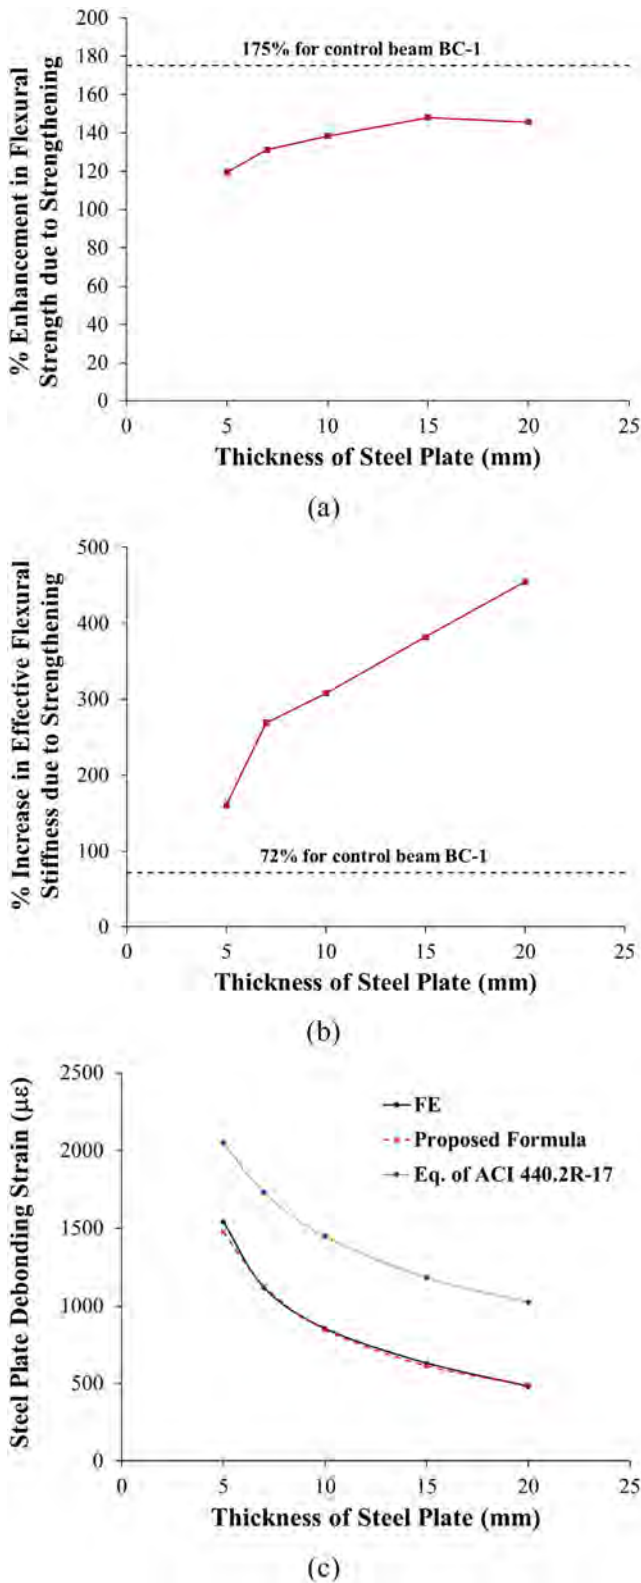 200
180
175% for control beam BC-1
160
140
120
100
80
60
40
20
0
% Enhancement in Flexural
Strength due to Strengthening
0 5 10 15 20 25
Thickness of Steel Plate (mm)
(a)
500
400
300
200
100
72% for control beam BC-1
0
% Increase in Effective Flexural
Stiffness due to Strengthening
0 5 10 15 20 25
Thickness of Steel Plate (mm)
(b)
2500
2000
1500
1000
500
0
Steel Plate Debonding Strain (με)
FE
Proposed Formula
Eq. of ACI 440.2R-17
0 5 10 15 20 25
Thickness of Steel Plate (mm)
(c)